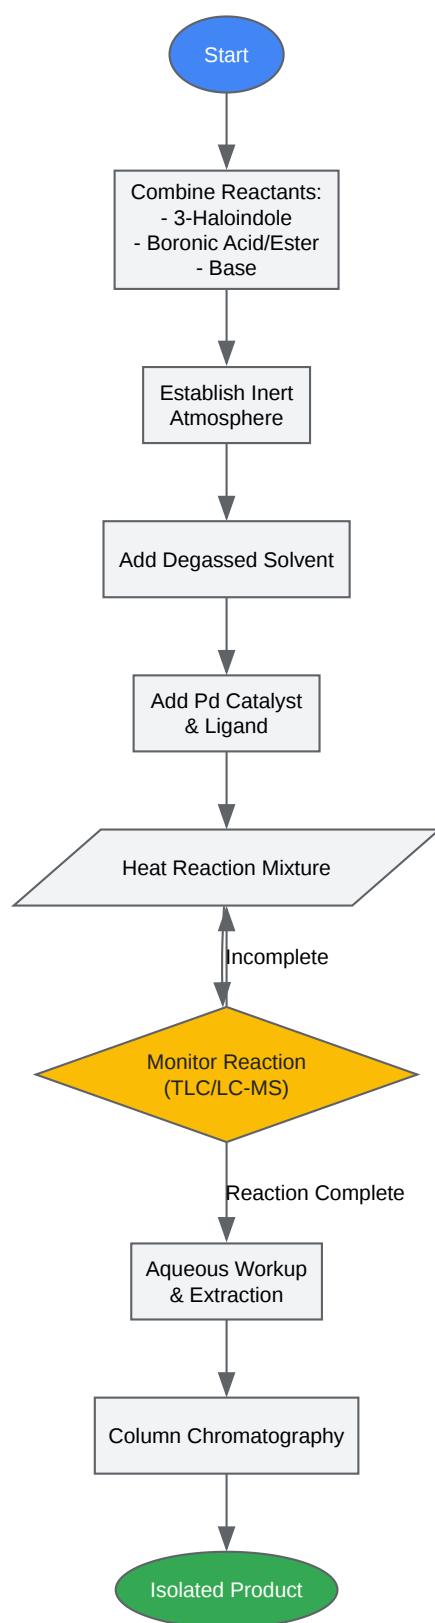 Start
Combine Reactants:
- 3-Haloindole
- Boronic Acid/Ester
- Base
Establish Inert
Atmosphere
Add Degassed Solvent
Add Pd Catalyst
& Ligand
Heat Reaction Mixture
Incomplete
Monitor Reaction
(TLC/LC-MS)
Reaction Complete
Aqueous Workup
& Extraction
Column Chromatography
Isolated Product